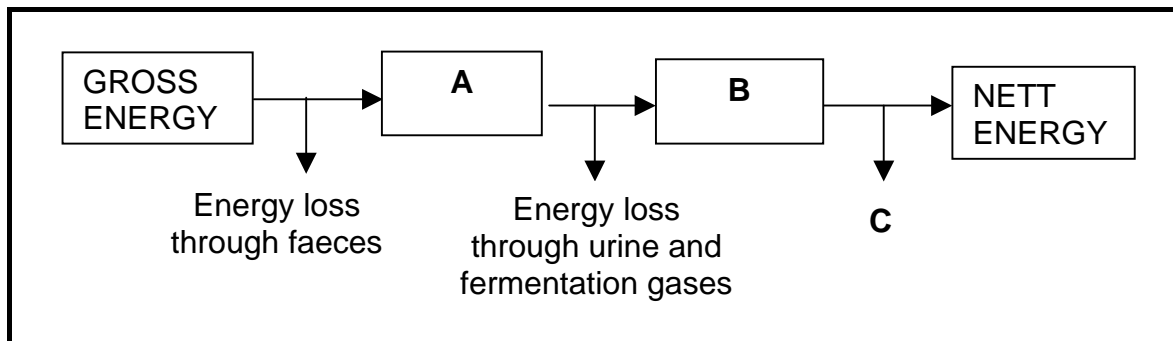 GROSS
ENERGY
A
B
NETT
ENERGY
Energy loss
through faeces
Energy loss
through urine and
fermentation gases
C